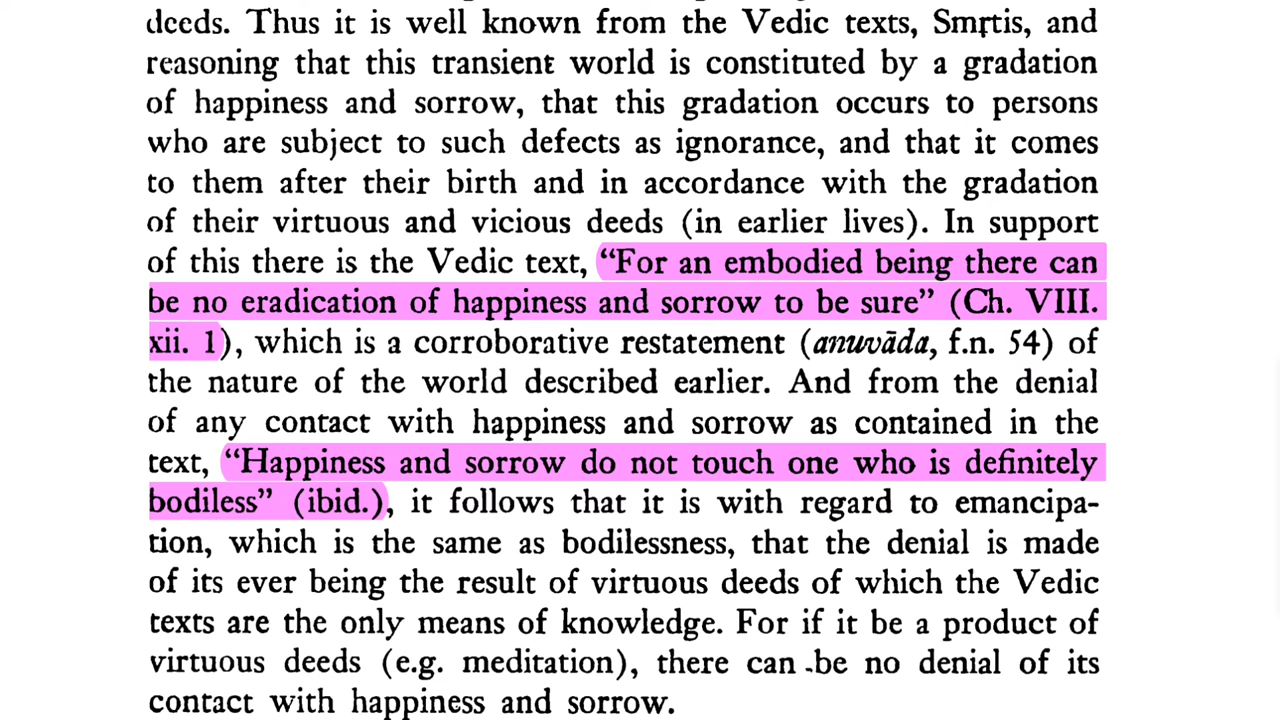 deeds. Thus it is well known from the Vedic texts, Smṛtis, and
reasoning that this transient world is constituted by a gradation
of happiness and sorrow, that this gradation occurs to persons
who are subject to such defects as ignorance, and that it comes
to them after their birth and in accordance with the gradation
of their virtuous and vicious deeds (in earlier lives). In support
of this there is the Vedic text, “For an embodied being there can
be no eradication of happiness and sorrow to be sure” (Ch. VIII.
xii. 1), which is a corroborative restatement (anuvāda, f.n. 54) of
the nature of the world described earlier. And from the denial
of any contact with happiness and sorrow as contained in the
text, “Happiness and sorrow do not touch one who is definitely
bodiless” (ibid.), it follows that it is with regard to emancipa-
tion, which is the same as bodilessness, that the denial is made
of its ever being the result of virtuous deeds of which the Vedic
texts are the only means of knowledge. For if it be a product of
virtuous deeds (e.g. meditation), there can be no denial of its
contact with happiness and sorrow.